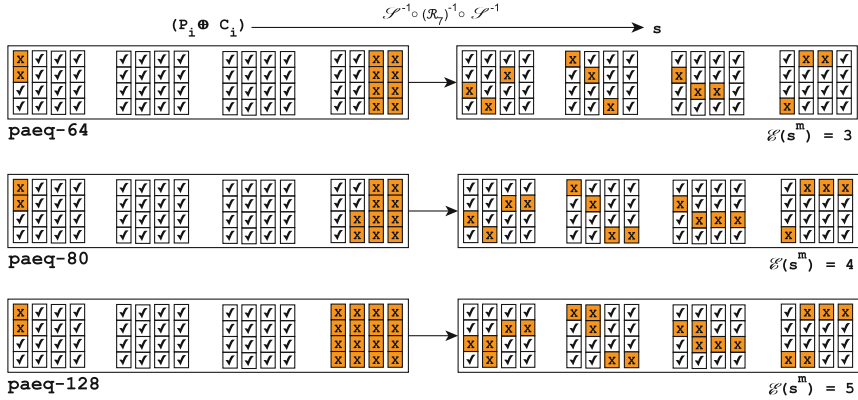 (P_i ⊕ C_i) 𝒮^-1 ∘ (ℛ_7)^-1 ∘ 𝒮^-1 s
paeq-64 ℰ(s^m) = 3
paeq-80 ℰ(s^m) = 4
paeq-128 ℰ(s^m) = 5